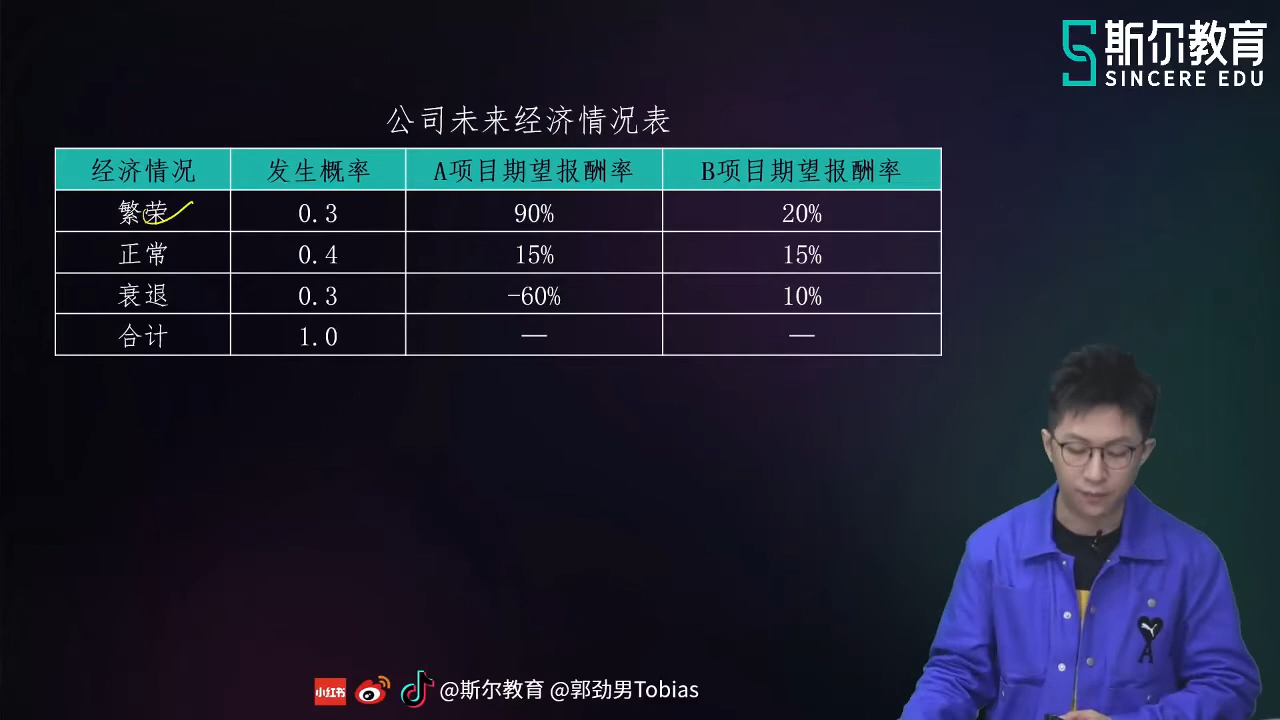 斯尔教育
SINCERE EDU
公司未来经济情况表
经济情况 发生概率 A项目期望报酬率 B项目期望报酬率
繁荣 0.3 90% 20%
正常 0.4 15% 15%
衰退 0.3 -60% 10%
合计 1.0 — —
小红书 @斯尔教育 @郭劲男Tobias